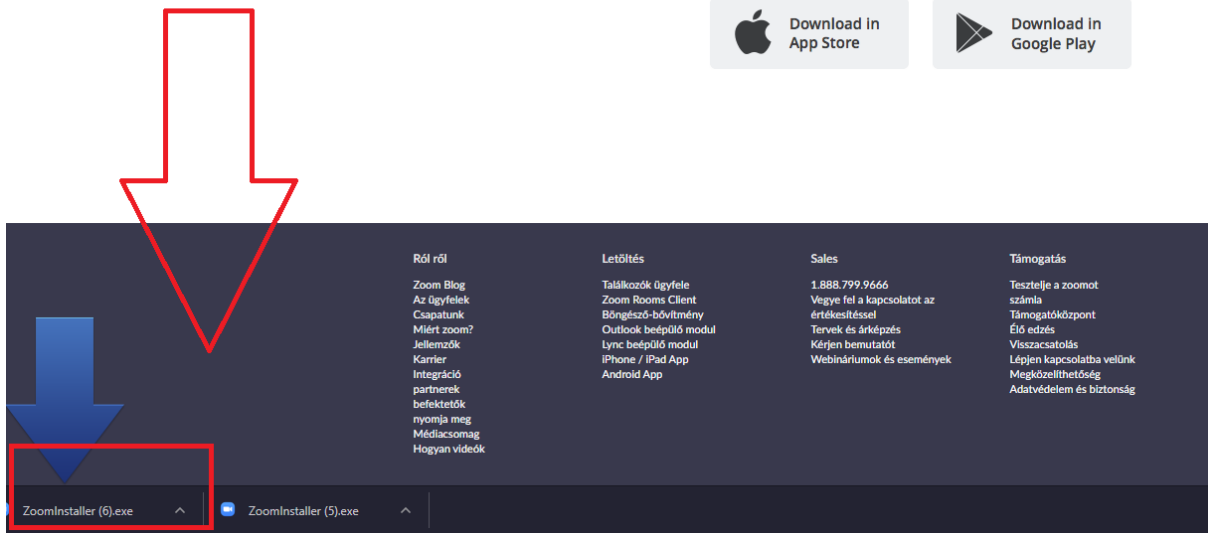 Download in
App Store
Download in
Google Play
Ról ről
Zoom Blog
Az ügyfelek
Csapatunk
Miért zoom?
Jellemzők
Karrier
Integráció
partnerek
befektetők
nyomja meg
Médiacsomag
Hogyan videók
Letöltés
Találkozók ügyfele
Zoom Rooms Client
Böngésző-bővítmény
Outlook beépülő modul
Lync beépülő modul
iPhone / iPad App
Android App
Sales
1.888.799.9666
Vegye fel a kapcsolatot az
értékesítéssel
Tervek és árképzés
Kérjen bemutatót
Webináriumok és események
Támogatás
Tesztelje a zoomot
számla
Támogatóközpont
Élő edzés
Visszacsatolás
Lépjen kapcsolatba velünk
Megközelíthetőség
Adatvédelem és biztonság
ZoomInstaller (6).exe
ZoomInstaller (5).exe